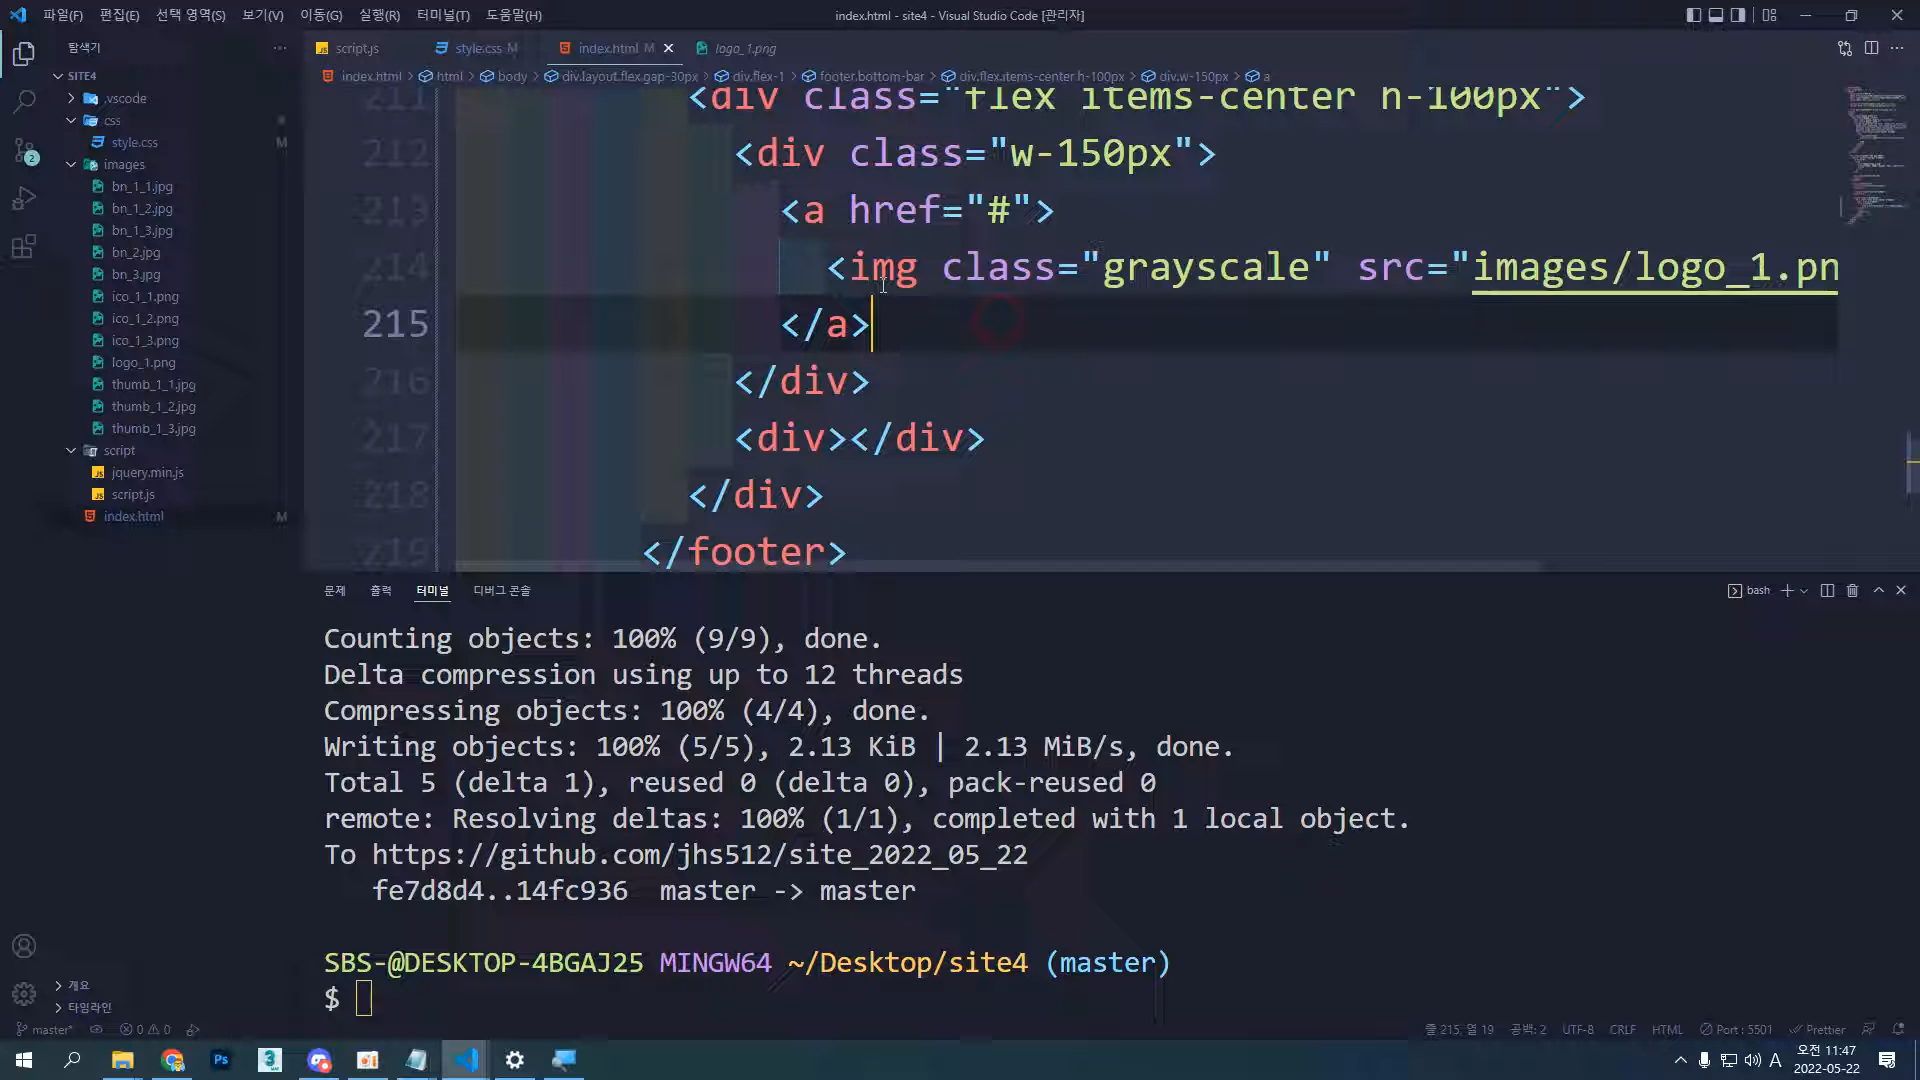 파일(F) 편집(E) 선택 영역(S) 보기(V) 이동(G) 실행(R) 터미널(T) 도움말(H)
index.html - site4 - Visual Studio Code [관리자]
탐색기
script.js
style.css M
index.html M
logo_1.png
index.html > html > body > div.layout.flex.gap-30px > div.flex-1 > footer.bottom-bar > div.flex.items-center.h-100px > div.w-150px > a
SITE4
.vscode
css
style.css M
images
bn_1_1.jpg
bn_1_2.jpg
bn_1_3.jpg
bn_2.jpg
bn_3.jpg
ico_1_1.png
ico_1_2.png
ico_1_3.png
logo_1.png
thumb_1_1.jpg
thumb_1_2.jpg
thumb_1_3.jpg
script
jquery.min.js
script.js
index.html M
2
211 <div class="flex items-center h-100px">
212 <div class="w-150px">
213 <a href="#">
214 <img class="grayscale" src="images/logo_1.pn
215 </a>
216 </div>
217 <div></div>
218 </div>
219 </footer>
문제 출력 터미널 디버그 콘솔
bash
Counting objects: 100% (9/9), done.
Delta compression using up to 12 threads
Compressing objects: 100% (4/4), done.
Writing objects: 100% (5/5), 2.13 KiB | 2.13 MiB/s, done.
Total 5 (delta 1), reused 0 (delta 0), pack-reused 0
remote: Resolving deltas: 100% (1/1), completed with 1 local object.
To https://github.com/jhs512/site_2022_05_22
fe7d8d4..14fc936 master -> master
SBS-@DESKTOP-4BGAJ25 MINGW64 ~/Desktop/site4 (master)
$
개요
타임라인
master* 0 0
줄 215, 열 19 공백: 2 UTF-8 CRLF HTML Port : 5501 Prettier
Ps
3
A
오전 11:47
2022-05-22